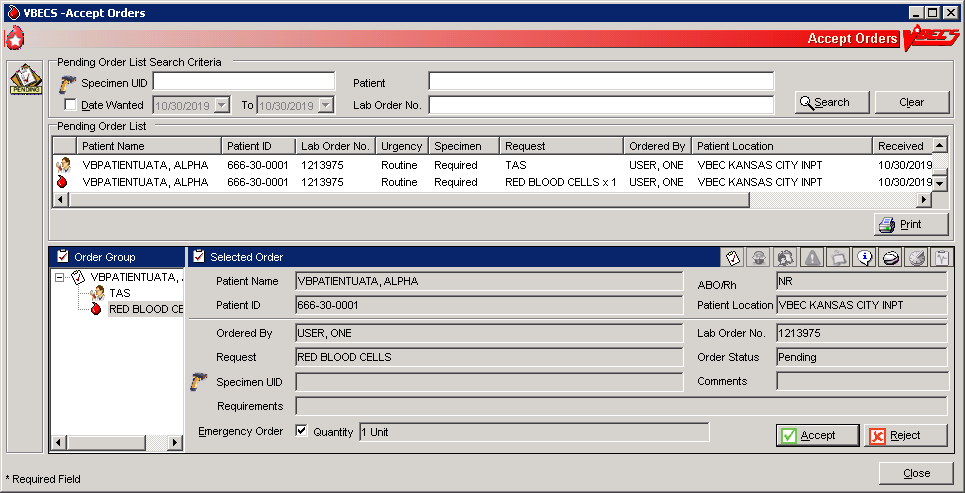 VBECS -Accept Orders
Accept Orders VBECS
PENDING
Pending Order List Search Criteria
Specimen UID Patient
Date Wanted 10/30/2019 To 10/30/2019 Lab Order No. Search Clear
Pending Order List
Patient Name Patient ID Lab Order No. Urgency Specimen Request Ordered By Patient Location Received
VBPATIENTUATA, ALPHA 666-30-0001 1213975 Routine Required TAS USER, ONE VBEC KANSAS CITY INPT 10/30/2019
VBPATIENTUATA, ALPHA 666-30-0001 1213975 Routine Required RED BLOOD CELLS x 1 USER, ONE VBEC KANSAS CITY INPT 10/30/2019
Print
Order Group
VBPATIENTUATA,
TAS
RED BLOOD CE
Selected Order
Patient Name VBPATIENTUATA, ALPHA ABO/Rh NR
Patient ID 666-30-0001 Patient Location VBEC KANSAS CITY INPT
Ordered By USER, ONE Lab Order No. 1213975
Request RED BLOOD CELLS Order Status Pending
Specimen UID Comments
Requirements
Emergency Order Quantity 1 Unit Accept Reject
* Required Field Close